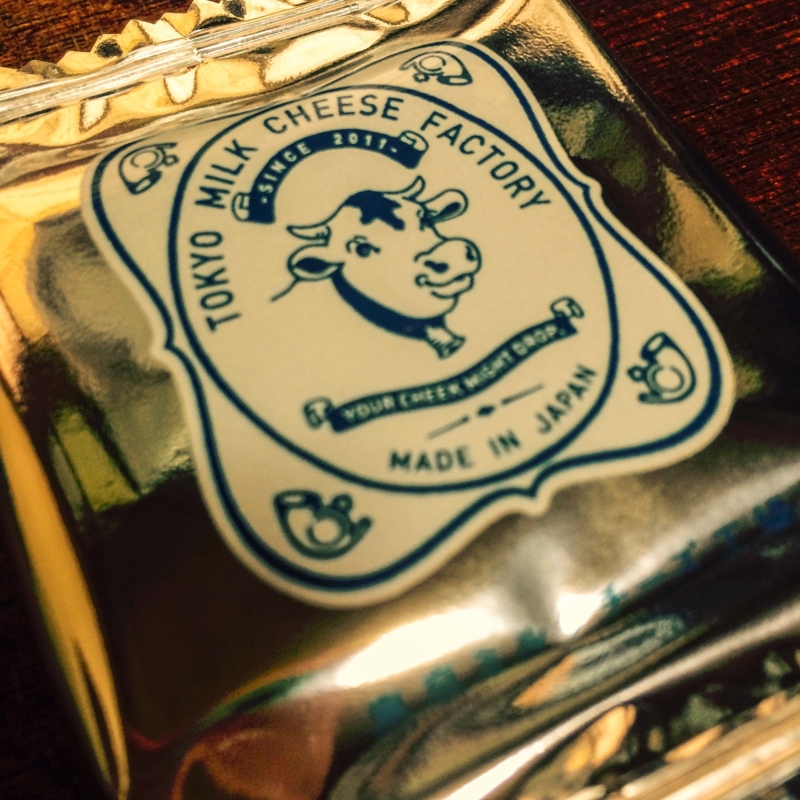 TOKYO MILK CHEESE FACTORY
-SINCE 2011-
YOUR CHEEK MIGHT DROP.
MADE IN JAPAN